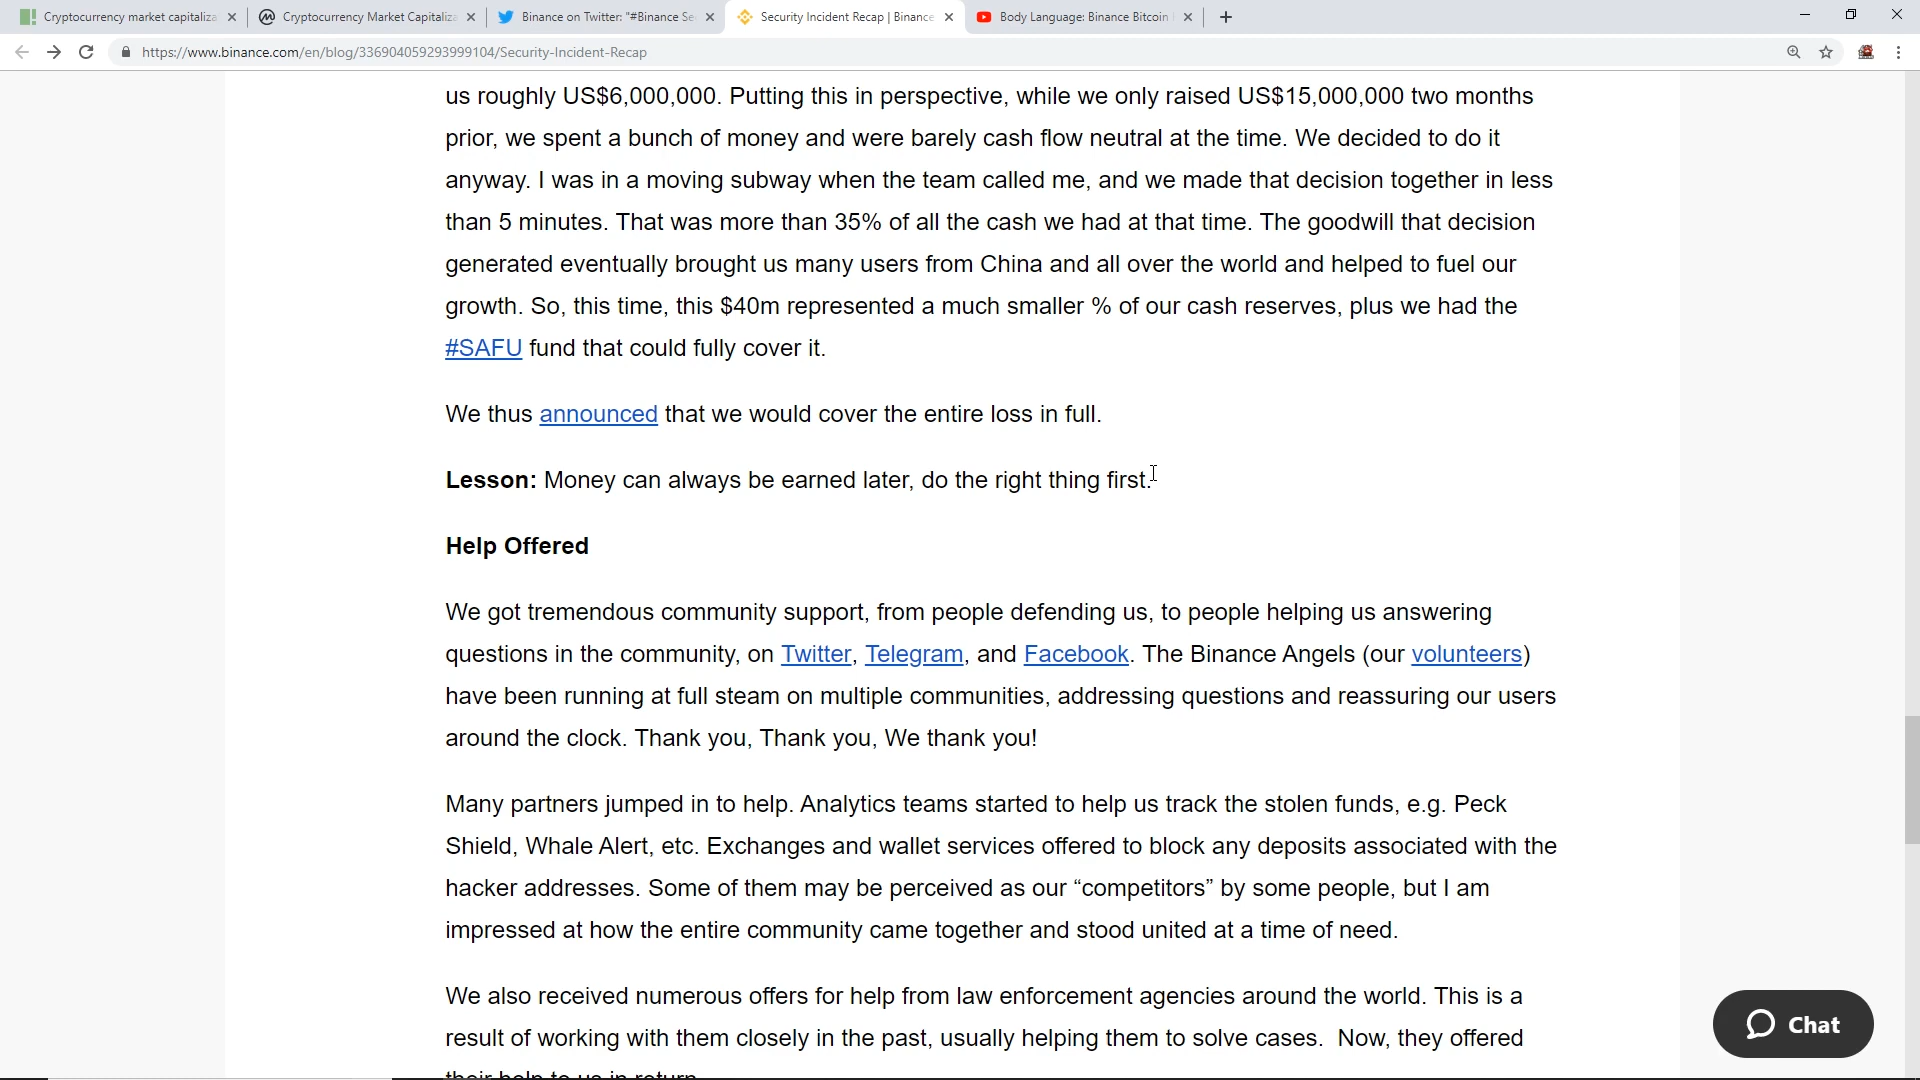 Cryptocurrency market capitaliza
Cryptocurrency Market Capitaliza
Binance on Twitter: "#Binance Se
Security Incident Recap | Binance
Body Language: Binance Bitcoin
https://www.binance.com/en/blog/336904059293999104/Security-Incident-Recap
us roughly US$6,000,000. Putting this in perspective, while we only raised US$15,000,000 two months
prior, we spent a bunch of money and were barely cash flow neutral at the time. We decided to do it
anyway. I was in a moving subway when the team called me, and we made that decision together in less
than 5 minutes. That was more than 35% of all the cash we had at that time. The goodwill that decision
generated eventually brought us many users from China and all over the world and helped to fuel our
growth. So, this time, this $40m represented a much smaller % of our cash reserves, plus we had the
#SAFU fund that could fully cover it.
We thus announced that we would cover the entire loss in full.
Lesson: Money can always be earned later, do the right thing first.
Help Offered
We got tremendous community support, from people defending us, to people helping us answering
questions in the community, on Twitter, Telegram, and Facebook. The Binance Angels (our volunteers)
have been running at full steam on multiple communities, addressing questions and reassuring our users
around the clock. Thank you, Thank you, We thank you!
Many partners jumped in to help. Analytics teams started to help us track the stolen funds, e.g. Peck
Shield, Whale Alert, etc. Exchanges and wallet services offered to block any deposits associated with the
hacker addresses. Some of them may be perceived as our “competitors” by some people, but I am
impressed at how the entire community came together and stood united at a time of need.
We also received numerous offers for help from law enforcement agencies around the world. This is a
result of working with them closely in the past, usually helping them to solve cases. Now, they offered
their help to us in return.
Chat